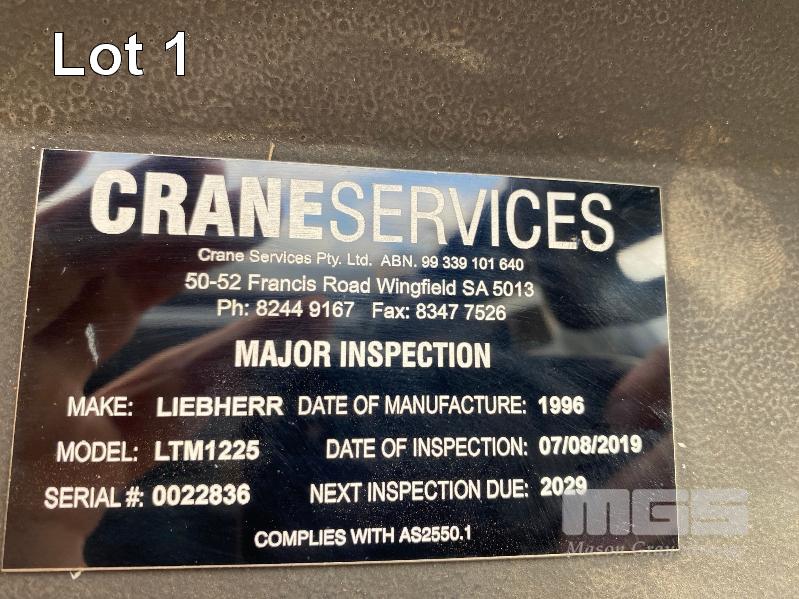 Lot 1
CRANESERVICES
Crane Services Pty. Ltd. ABN. 99 339 101 640
50-52 Francis Road Wingfield SA 5013
Ph: 8244 9167 Fax: 8347 7526
MAJOR INSPECTION
MAKE: LIEBHERR DATE OF MANUFACTURE: 1996
MODEL: LTM1225 DATE OF INSPECTION: 07/08/2019
SERIAL #: 0022836 NEXT INSPECTION DUE: 2029
COMPLIES WITH AS2550.1
MGS
Mason Gray